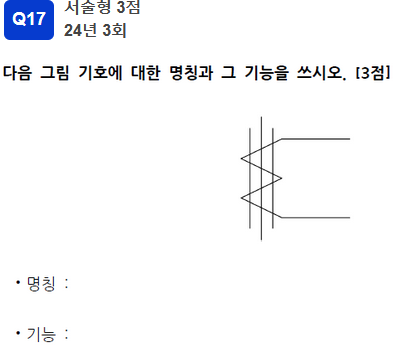 Q17
서술형 3점
24년 3회
다음 그림 기호에 대한 명칭과 그 기능을 쓰시오. [3점]
• 명칭 :
• 기능 :